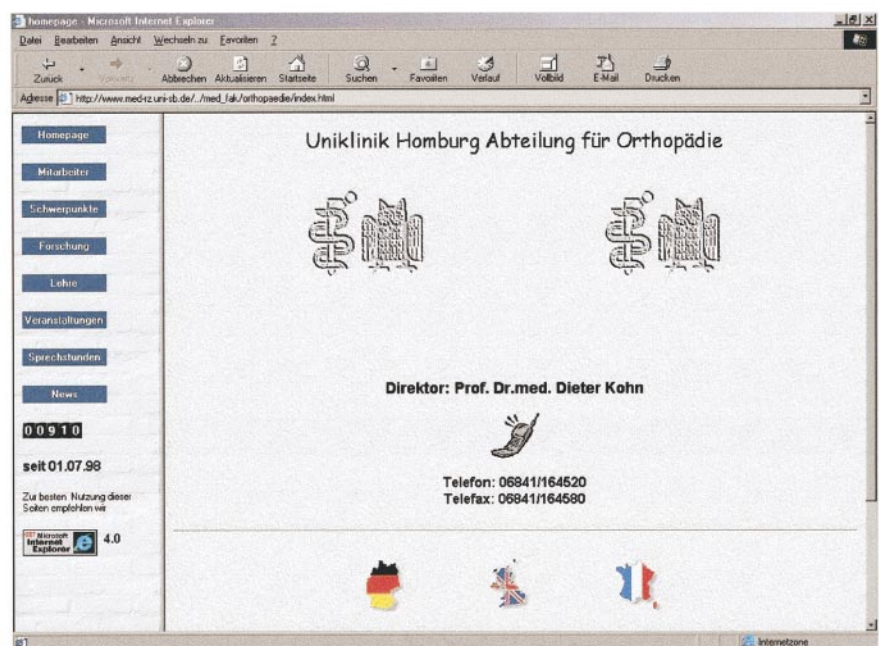 homepage - Microsoft Internet Explorer
Datei Bearbeiten Ansicht Wechseln zu Favoriten ?
Zurück Vorwärts Abbrechen Aktualisieren Startseite Suchen Favoriten Verlauf Vollbild E-Mail Drucken
Adresse http://www.med-rz.uni-sb.de/../med_fak/orthopaedie/index.html
Homepage
Mitarbeiter
Schwerpunkte
Forschung
Lehre
Veranstaltungen
Sprechstunden
News
00910
seit 01.07.98
Zur besten Nutzung dieser
Seiten empfehlen wir
Microsoft
Internet
Explorer
4.0
Uniklinik Homburg Abteilung für Orthopädie
Direktor: Prof. Dr.med. Dieter Kohn
Telefon: 06841/164520
Telefax: 06841/164580
Internetzone